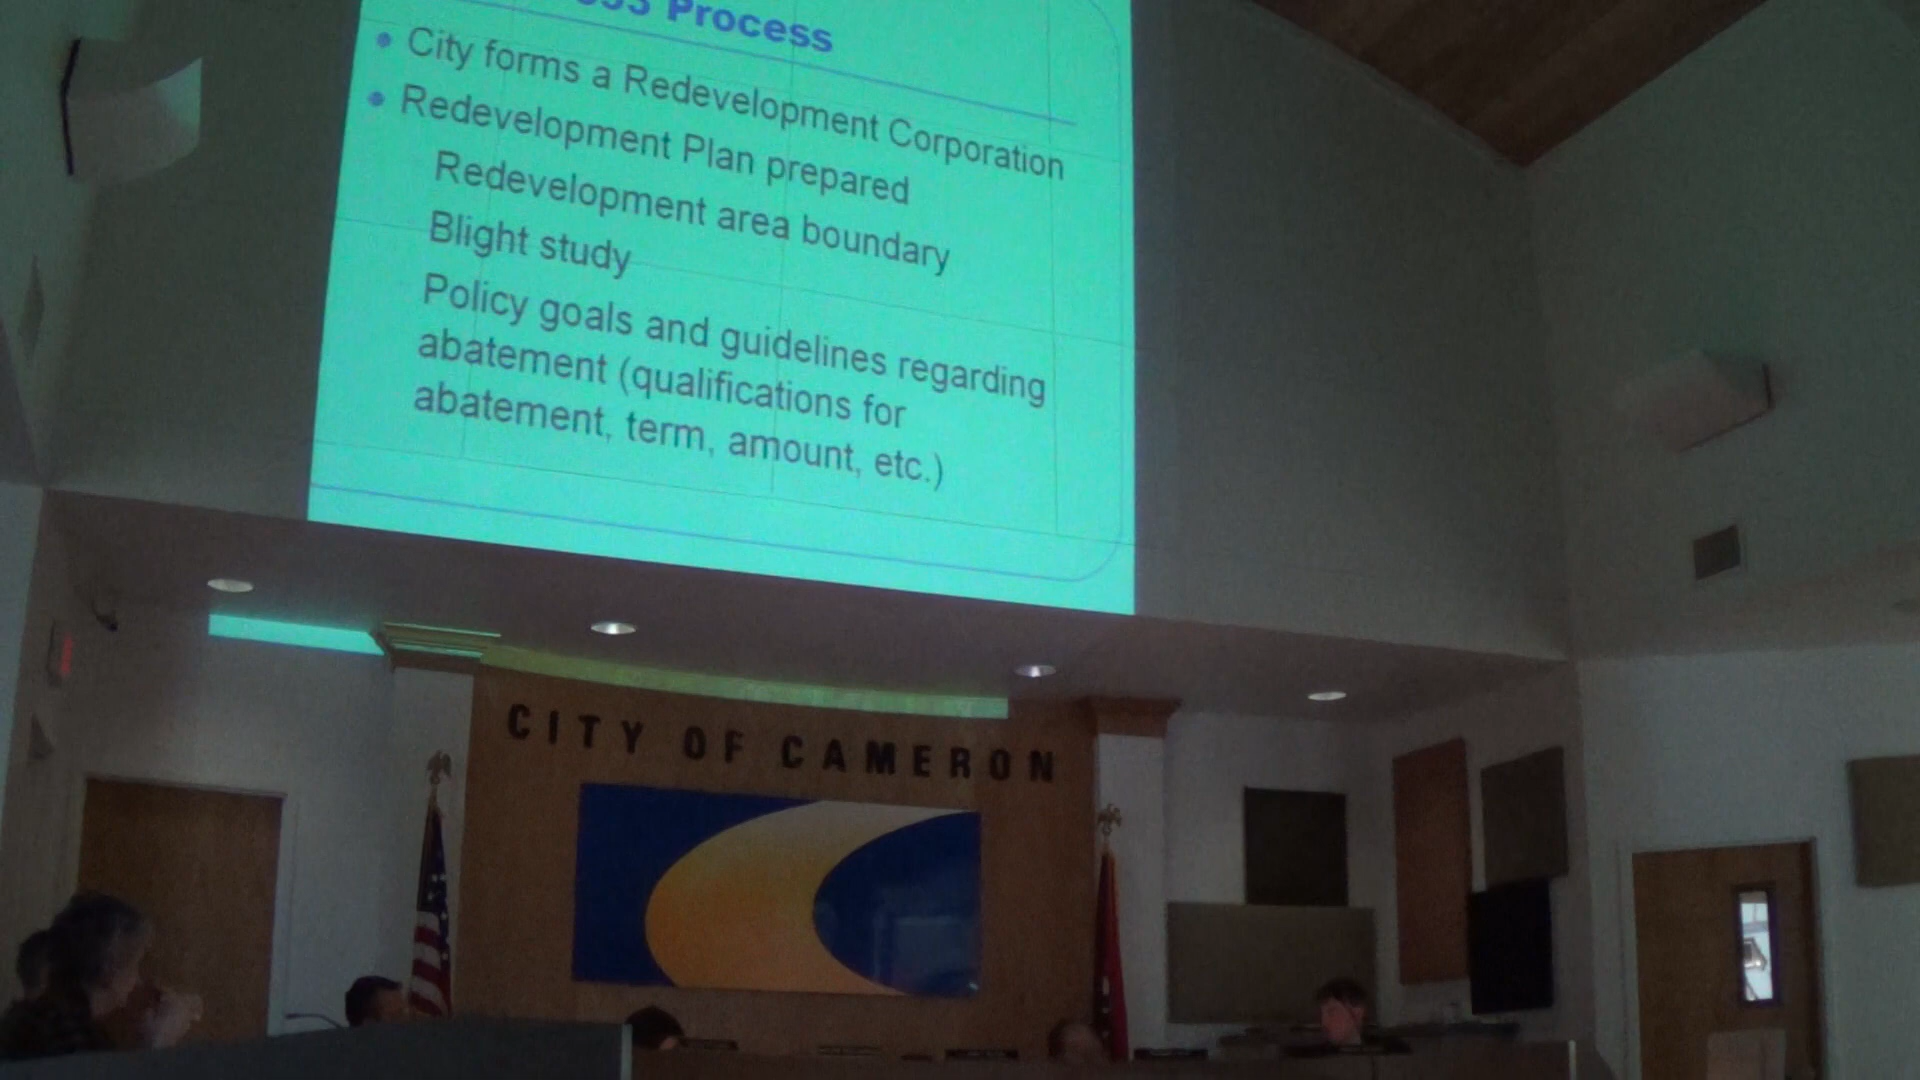 Process
City forms a Redevelopment Corporation
Redevelopment Plan prepared
Redevelopment area boundary
Blight study
Policy goals and guidelines regarding
abatement (qualifications for
abatement, term, amount, etc.)
CITY OF CAMERON